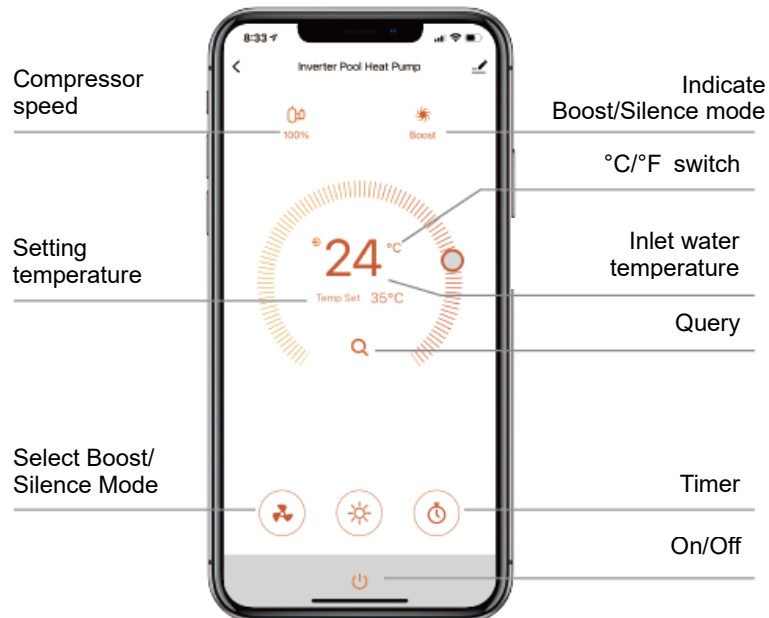 8:33
Inverter Pool Heat Pump
Compressor
speed
Indicate
Boost/Silence mode
100%
Boost
°C/°F switch
Setting
temperature
24 °C
Inlet water
temperature
Temp Set 35°C
Query
Select Boost/
Silence Mode
Timer
On/Off